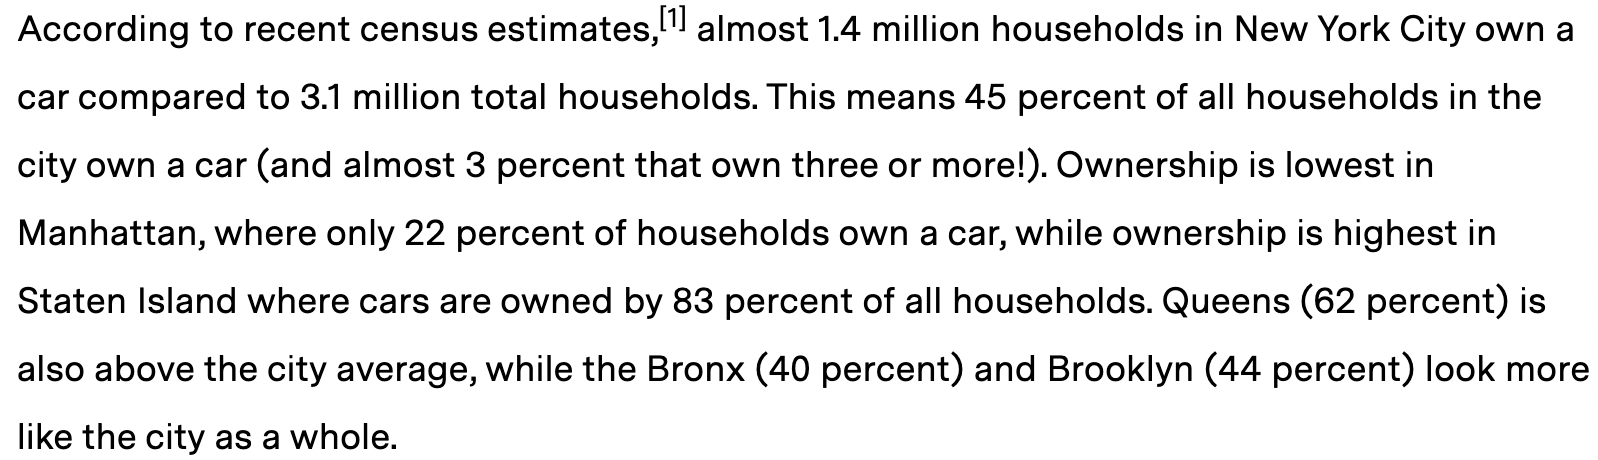 According to recent census estimates,[1] almost 1.4 million households in New York City own a
car compared to 3.1 million total households. This means 45 percent of all households in the
city own a car (and almost 3 percent that own three or more!). Ownership is lowest in
Manhattan, where only 22 percent of households own a car, while ownership is highest in
Staten Island where cars are owned by 83 percent of all households. Queens (62 percent) is
also above the city average, while the Bronx (40 percent) and Brooklyn (44 percent) look more
like the city as a whole.